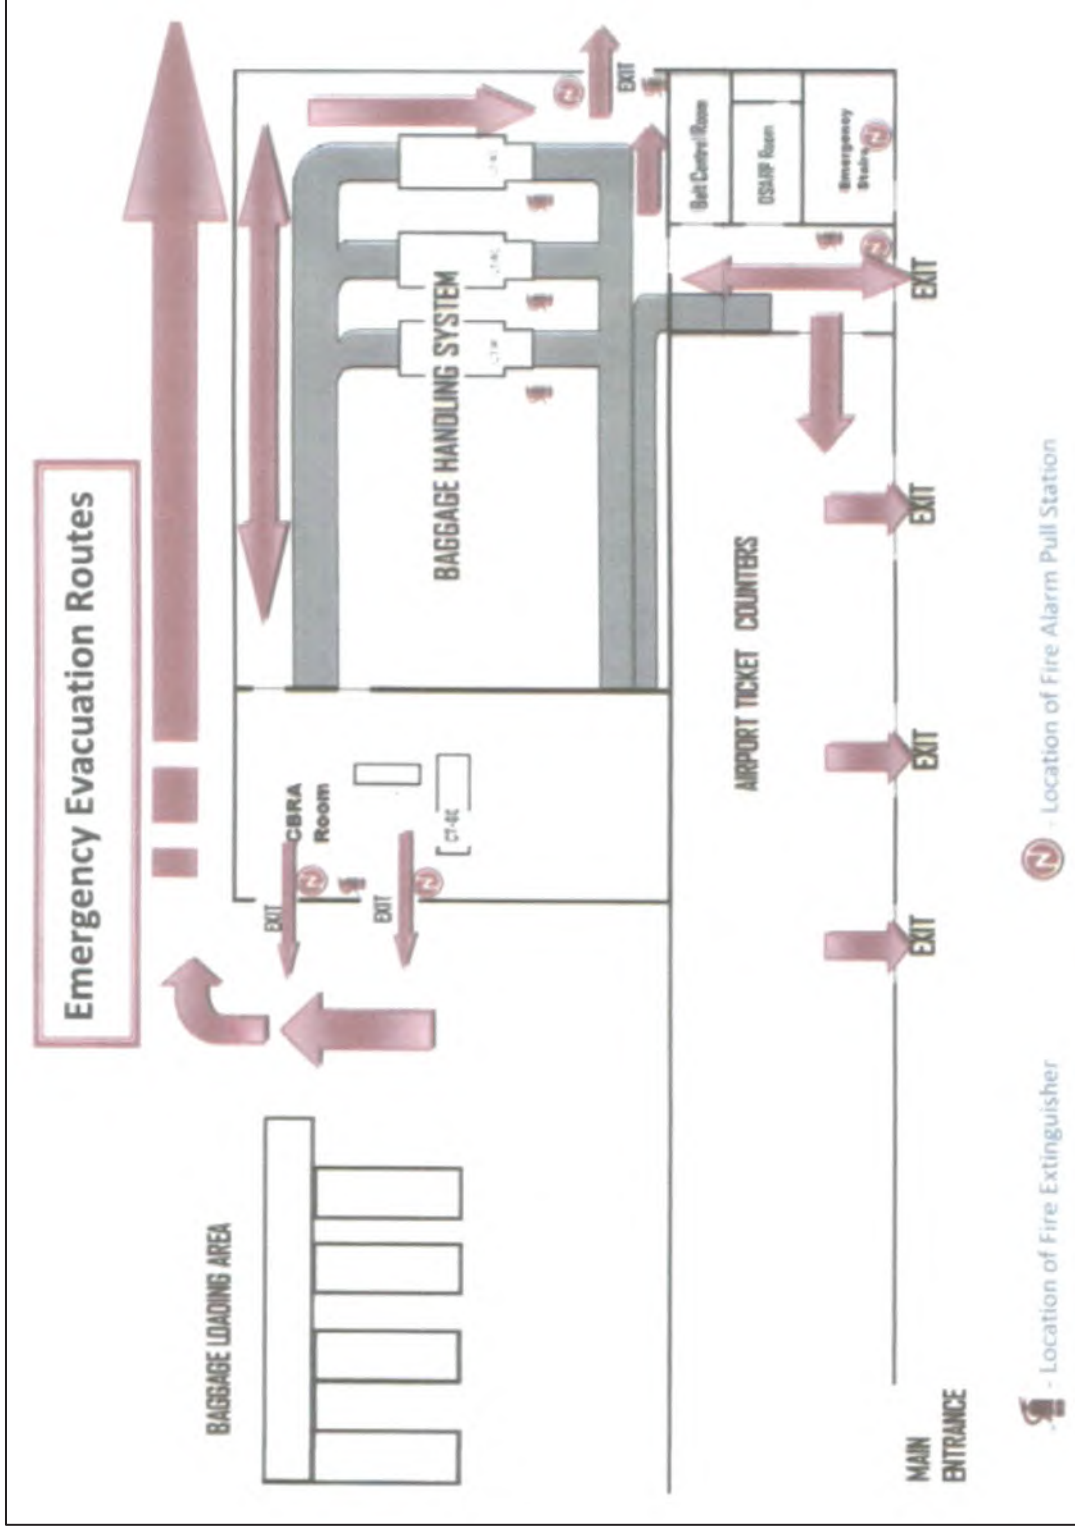 Emergency Evacuation Routes
BAGGAGE LOADING AREA
EXIT
CBRA
Room
EXIT
CT-80
BAGGAGE HANDLING SYSTEM
EXIT
Belt Control Room
OSARP Room
Emergency
Stairs
N
N
N
N
N
AIRPORT TICKET COUNTERS
EXIT
EXIT
EXIT
EXIT
MAIN
ENTRANCE
- Location of Fire Extinguisher
N - Location of Fire Alarm Pull Station